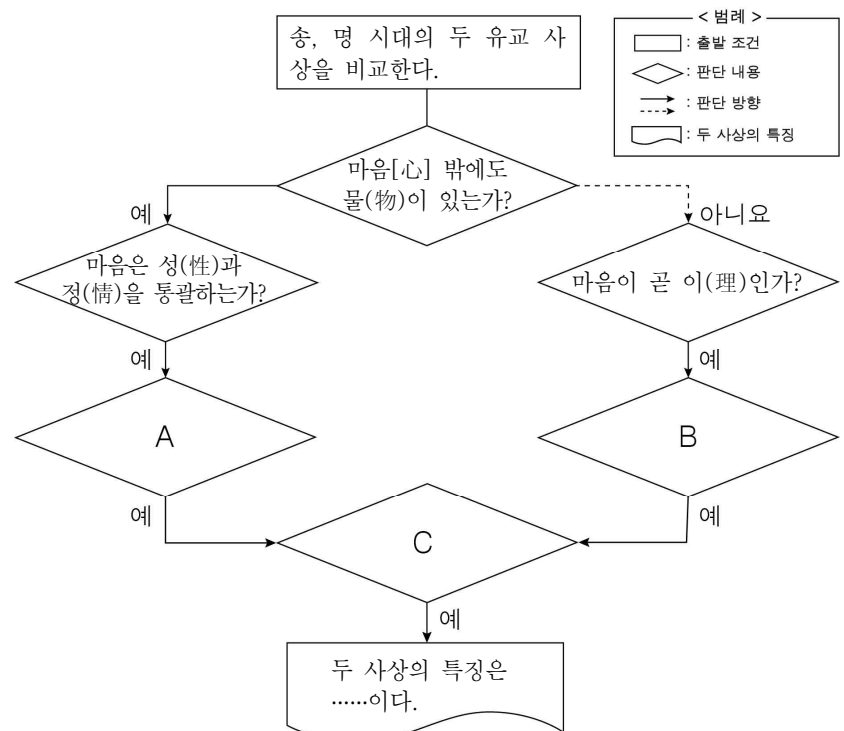 송, 명 시대의 두 유교 사
상을 비교한다.
< 범례 >
: 출발 조건
: 판단 내용
: 판단 방향
: 두 사상의 특징
마음[心] 밖에도
물(物)이 있는가?
예
아니요
마음은 성(性)과
정(情)을 통괄하는가?
마음이 곧 이(理)인가?
예
예
A
B
예
예
C
예
두 사상의 특징은
……이다.